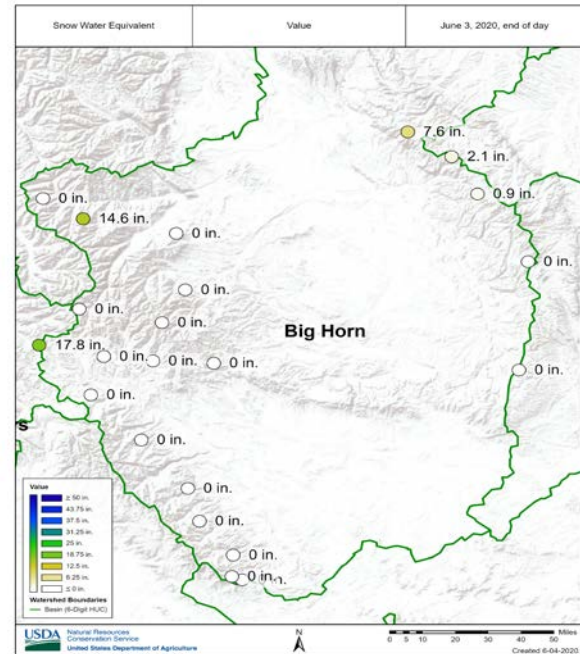 Snow Water Equivalent
Value
June 3, 2020, end of day
7.6 in.
2.1 in.
0 in.
0.9 in.
14.6 in.
0 in.
0 in.
0 in.
0 in.
0 in.
Big Horn
17.8 in.
0 in.
0 in.
0 in.
0 in.
0 in.
s
0 in.
0 in.
0 in.
0 in.
0 in.
Value
≥ 50 in.
43.75 in.
37.5 in.
31.25 in.
25 in.
18.75 in.
12.5 in.
6.25 in.
≤ 0 in.
Watershed Boundaries
Basin (6-Digit HUC)
USDA
Natural Resources
Conservation Service
United States Department of Agriculture
N
0 5 10 20 30 40 50
Miles
Created 6-04-2020